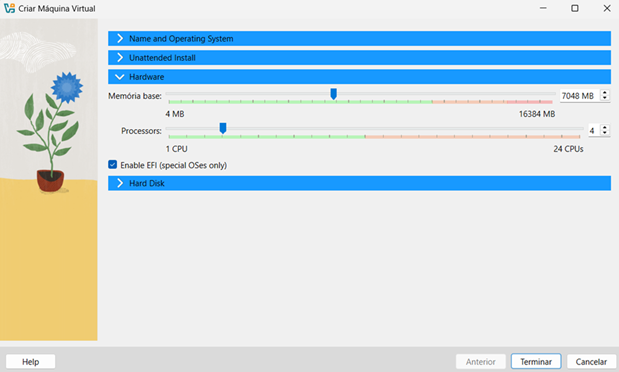 Criar Máquina Virtual
Name and Operating System
Unattended Install
Hardware
Memória base: 7048 MB
4 MB 16384 MB
Processors: 4
1 CPU 24 CPUs
Enable EFI (special OSes only)
Hard Disk
Help Anterior Terminar Cancelar